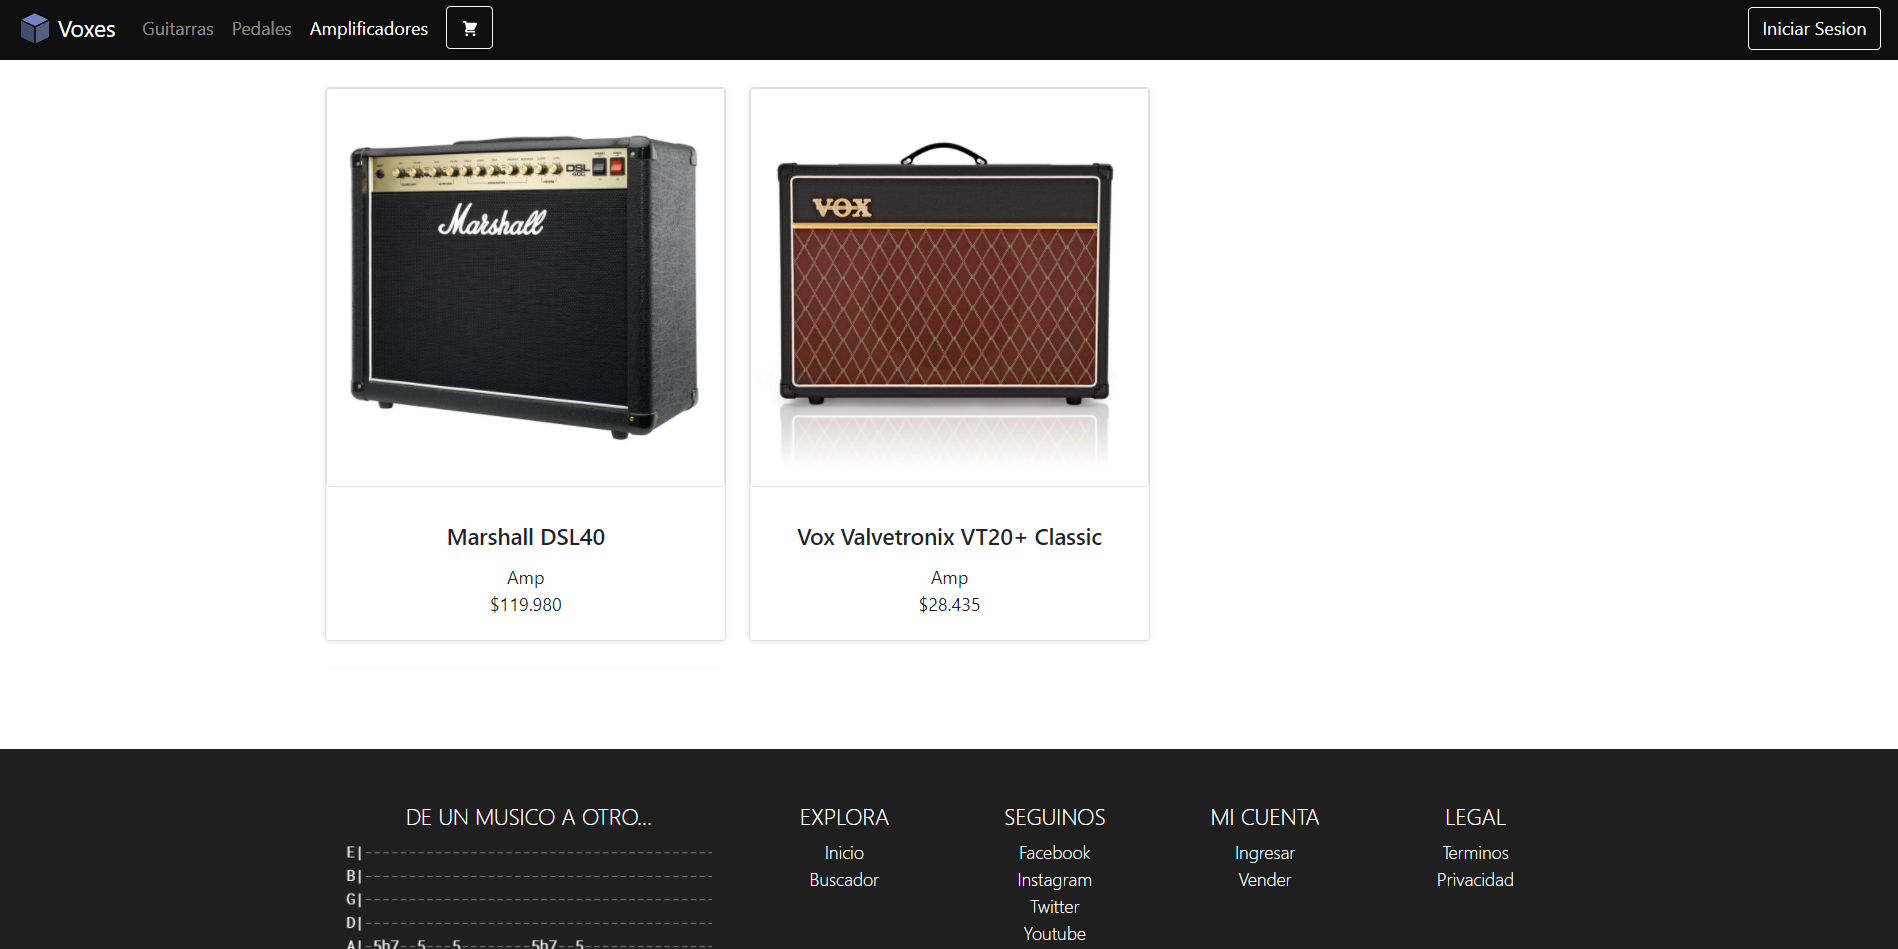 Voxes Guitarras Pedales Amplificadores Iniciar Sesion
Marshall
DSL
40C
VOX
Marshall DSL40
Amp
$119.980
Vox Valvetronix VT20+ Classic
Amp
$28.435
DE UN MUSICO A OTRO...
E|----------------------------------------
B|----------------------------------------
G|----------------------------------------
D|----------------------------------------
A|-5h7--5---5--------5h7--5---------------
EXPLORA
Inicio
Buscador
SEGUINOS
Facebook
Instagram
Twitter
Youtube
MI CUENTA
Ingresar
Vender
LEGAL
Terminos
Privacidad